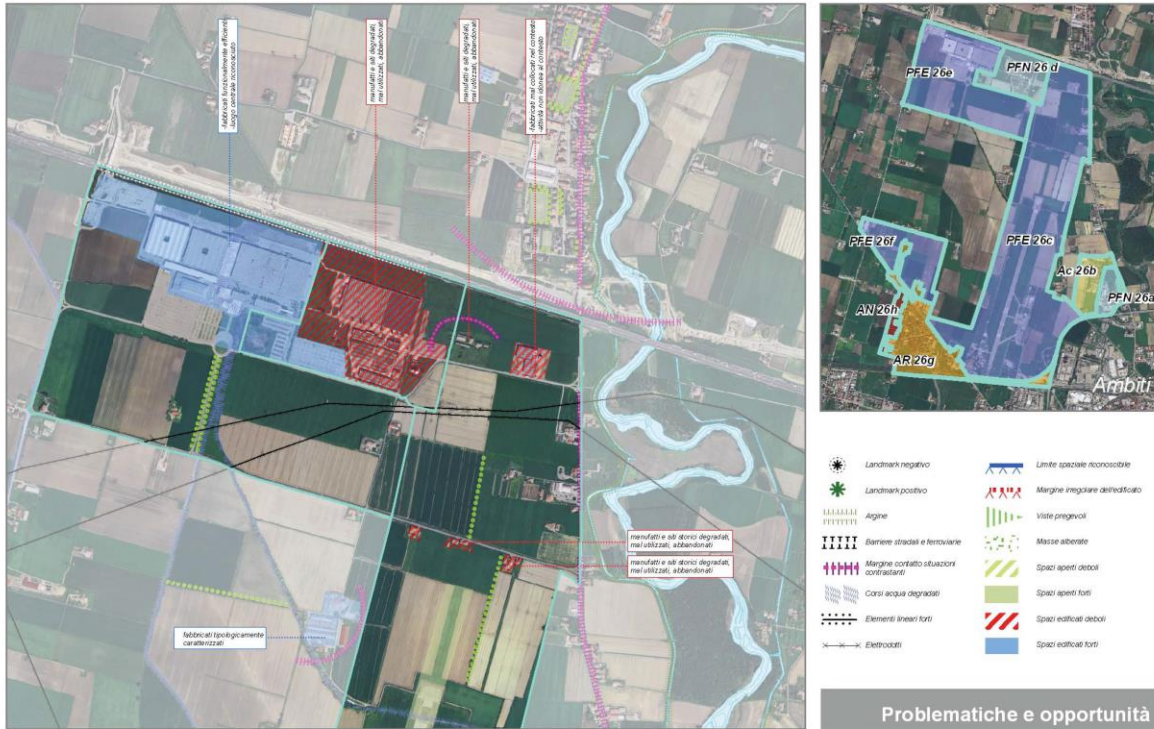 -fabbricati funzionalmente efficienti
-luogo centrale riconosciuto
manufatti e siti degradati,
mal utilizzati, abbandonati
manufatti e siti degradati,
mal utilizzati, abbandonati
-fabbricati mal collocati nel contesto
-attività non idonea al contesto
manufatti e siti storici degradati,
mal utilizzati, abbandonati
manufatti e siti storici degradati,
mal utilizzati, abbandonati
fabbricati tipologicamente
caratterizzati
PFE 26e
PFN 26 d
PFE 26f
PFE 26c
Ac 26b
PFN 26a
AN 26h
AR 26g
Ambiti
Landmark negativo
Landmark positivo
Argine
Barriere stradali e ferroviarie
Margine contatto situazioni
contrastanti
Corsi acqua degradati
Elementi lineari forti
Elettrodotti
Limite spaziale riconoscibile
Margine irregolare dell'edificato
Viste pregevoli
Masse alberate
Spazi aperti deboli
Spazi aperti forti
Spazi edificati deboli
Spazi edificati forti
Problematiche e opportunità